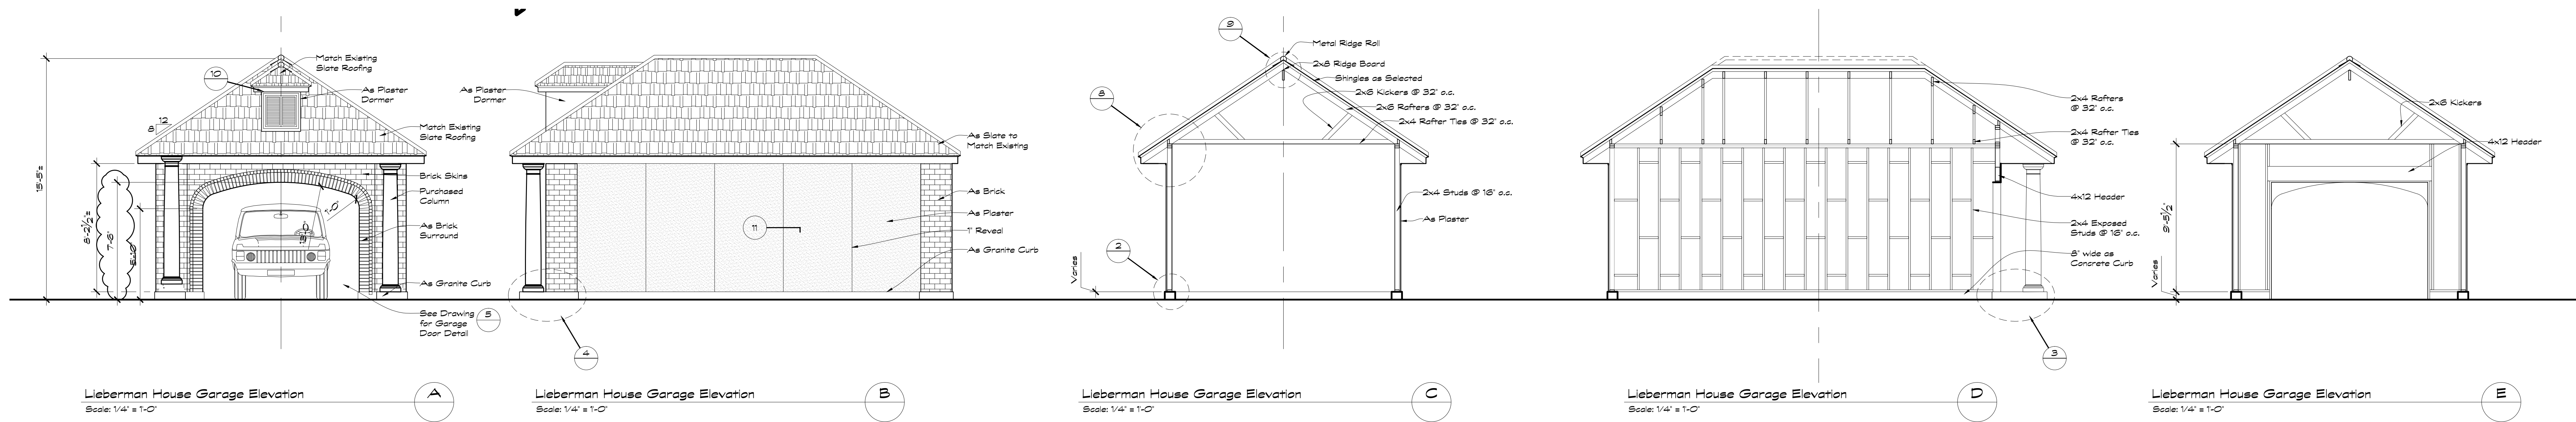 15'-5"±
8'-2½"±
7'-8"
12
8
10
Match Existing
Slate Roofing
As Plaster
Dormer
Match Existing
Slate Roofing
Brick Skins
Purchased
Column
1'-0"
As Brick
Surround
As Granite Curb
See Drawing
for Garage
Door Detail
5
Lieberman House Garage Elevation
A
Scale: 1/4" = 1'-0"
As Plaster
Dormer
As Slate to
Match Existing
As Brick
As Plaster
1" Reveal
As Granite Curb
11
4
Lieberman House Garage Elevation
B
Scale: 1/4" = 1'-0"
9
8
2
Varies
Metal Ridge Roll
2x8 Ridge Board
Shingles as Selected
2x6 Kickers @ 32" o.c.
2x6 Rafters @ 32" o.c.
2x4 Rafter Ties @ 32" o.c.
2x4 Studs @ 16" o.c.
As Plaster
Lieberman House Garage Elevation
C
Scale: 1/4" = 1'-0"
2x4 Rafters
@ 32" o.c.
2x4 Rafter Ties
@ 32" o.c.
4x12 Header
2x4 Exposed
Studs @ 16" o.c.
8" wide as
Concrete Curb
3
Lieberman House Garage Elevation
D
Scale: 1/4" = 1'-0"
9'-5½"
Varies
2x6 Kickers
4x12 Header
Lieberman House Garage Elevation
E
Scale: 1/4" = 1'-0"